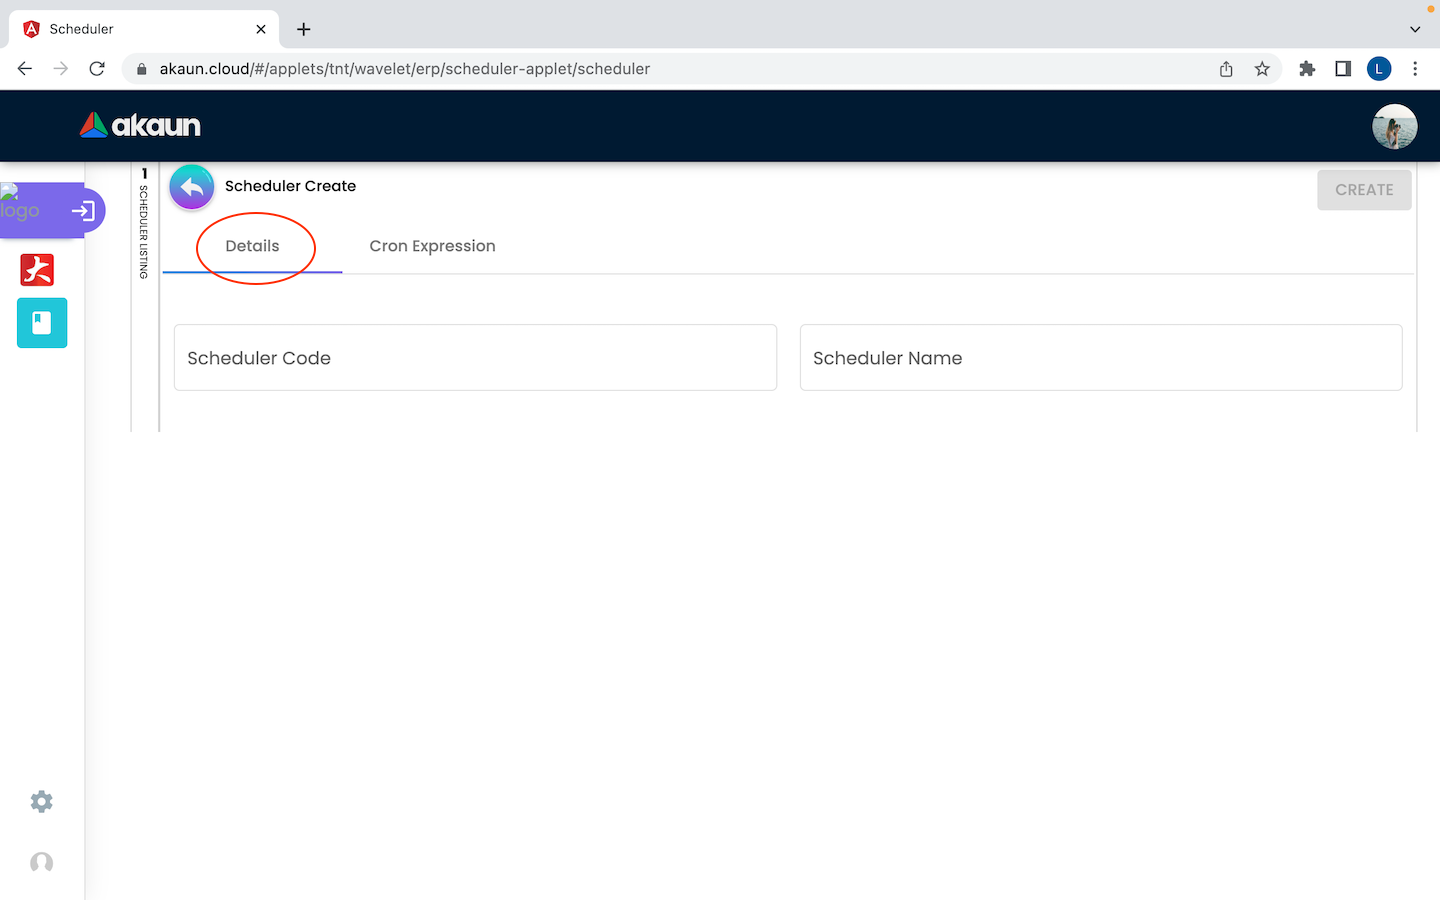 Scheduler
akaun.cloud/#/applets/tnt/wavelet/erp/scheduler-applet/scheduler
L
akaun
logo
1
SCHEDULER LISTING
Scheduler Create
CREATE
Details
Cron Expression
Scheduler Code
Scheduler Name